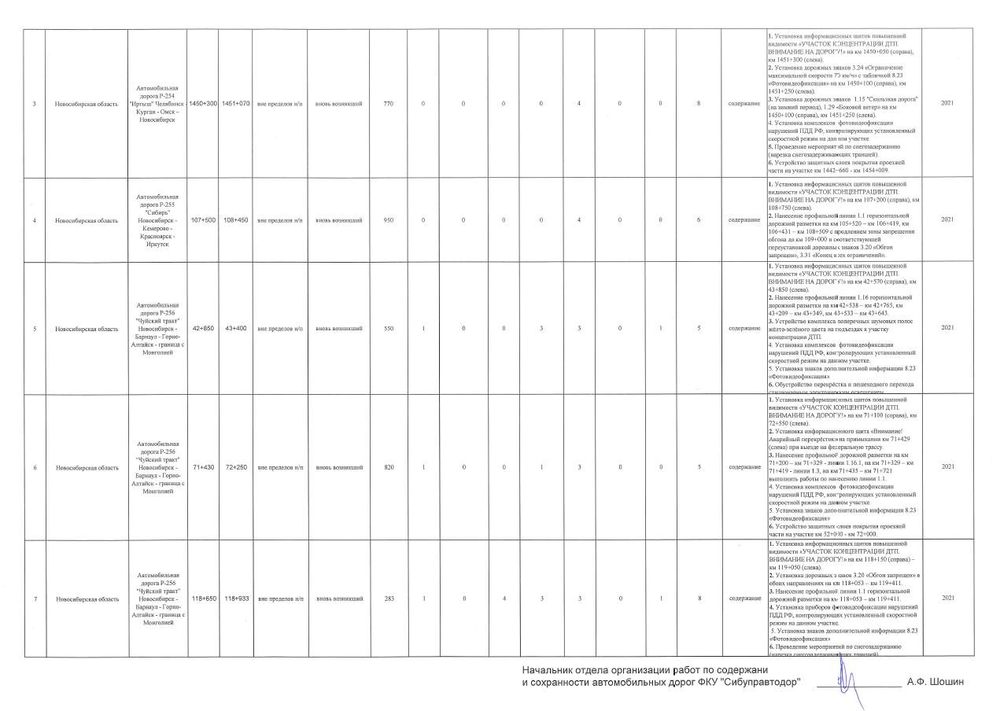 3
Новосибирская область
Автомобильная
дорога Р-254
"Иртыш" Челябинск -
Курган - Омск -
Новосибирск
1450+300
1451+070
вне пределов н/п
вновь возникший
770
0
0
0
0
4
0
0
8
содержание
1. Установка информационных щитов повышенной
видимости «УЧАСТОК КОНЦЕНТРАЦИИ ДТП.
ВНИМАНИЕ НА ДОРОГУ!» на км 1450+050 (справа),
км 1451+300 (слева).
2. Установка дорожных знаков 3.24 «Ограничение
максимальной скорости 70 км/ч» с табличкой 8.23
«Фотовидеофиксация» на км 1450+100 (справа), км
1451+250 (слева).
3. Установка дорожных знаков 1.15 "Скользкая дорога"
(на зимний период), 1.29 «Боковой ветер» на км
1450+100 (справа), км 1451+250 (слева).
4. Установка комплексов фотовидеофиксации
нарушений ПДД РФ, контролирующих установленный
скоростной режим на данном участке.
5. Проведение мероприятий по снегозадержанию
(нарезка снегозадерживающих траншей).
6. Устройство защитных слоев покрытия проезжей
части на участке км 1442+660 - км 1454+009.
2021
4
Новосибирская область
Автомобильная
дорога Р-255
"Сибирь"
Новосибирск -
Кемерово -
Красноярск -
Иркутск
107+500
108+450
вне пределов н/п
вновь возникший
950
0
0
0
0
4
0
0
6
содержание
1. Установка информационных щитов повышенной
видимости «УЧАСТОК КОНЦЕНТРАЦИИ ДТП.
ВНИМАНИЕ НА ДОРОГУ!» на км 107+200 (справа), км
108+750 (слева).
2. Нанесение профильной линии 1.1 горизонтальной
дорожной разметки на км 105+520 – км 106+419, км
106+431 – км 108+509 с продлением зоны запрещения
обгона до км 109+000 и соответствующей
переустановкой дорожных знаков 3.20 «Обгон
запрещен», 3.31 «Конец всех ограничений».
2021
5
Новосибирская область
Автомобильная
дорога Р-256
"Чуйский тракт"
Новосибирск -
Барнаул - Горно-
Алтайск - граница с
Монголией
42+850
43+400
вне пределов н/п
вновь возникший
550
1
0
0
3
3
0
1
5
содержание
1. Установка информационных щитов повышенной
видимости «УЧАСТОК КОНЦЕНТРАЦИИ ДТП.
ВНИМАНИЕ НА ДОРОГУ!» на км 42+570 (справа), км
43+850 (слева).
2. Нанесение профильной линии 1.16 горизонтальной
дорожной разметки на км 42+538 – км 42+765, км
43+209 – км 43+349, км 43+533 – км 43+643.
3. Устройство комплекса поперечных шумовых полос
жёлто-зелёного цвета на подъездах к участку
концентрации ДТП.
4. Установка комплексов фотовидеофиксации
нарушений ПДД РФ, контролирующих установленный
скоростной режим на данном участке.
5. Установка знаков дополнительной информации 8.23
«Фотовидеофиксация»
6. Обустройство перекрёстка и пешеходного перехода
стационарным электрическим освещением
2021
6
Новосибирская область
Автомобильная
дорога Р-256
"Чуйский тракт"
Новосибирск -
Барнаул - Горно-
Алтайск - граница с
Монголией
71+430
72+250
вне пределов н/п
вновь возникший
820
1
0
0
1
3
0
0
5
содержание
1. Установка информационных щитов повышенной
видимости «УЧАСТОК КОНЦЕНТРАЦИИ ДТП.
ВНИМАНИЕ НА ДОРОГУ!» на км 71+100 (справа), км
72+550 (слева).
2. Установка информационного щита «Внимание!
Аварийный перекрёсток» на примыкании км 71+429
(слева) при выезде на федеральную трассу.
3. Нанесение профильной дорожной разметки на км
71+200 – км 71+329 - линии 1.16.1, на км 71+329 – км
71+419 - линии 1.3, на км 71+435 – км 71+721
выполнить работы по нанесению линии 1.1.
4. Установка комплексов фотовидеофиксации
нарушений ПДД РФ, контролирующих установленный
скоростной режим на данном участке.
5. Установка знаков дополнительной информации 8.23
«Фотовидеофиксация»
6. Устройство защитных слоев покрытия проезжей
части на участке км 52+000 - км 72+000.
2021
7
Новосибирская область
Автомобильная
дорога Р-256
"Чуйский тракт"
Новосибирск -
Барнаул - Горно-
Алтайск - граница с
Монголией
118+650
118+933
вне пределов н/п
вновь возникший
283
1
0
4
3
3
0
1
8
содержание
1. Установка информационных щитов повышенной
видимости «УЧАСТОК КОНЦЕНТРАЦИИ ДТП.
ВНИМАНИЕ НА ДОРОГУ!» на км 118+150 (справа) –
км 119+050 (слева).
2. Установка дорожных знаков 3.20 «Обгон запрещен» в
обоих направлениях на км 118+053 – км 119+411.
3. Нанесение профильной линии 1.1 горизонтальной
дорожной разметки на км 118+053 – км 119+411.
4. Установка приборов фотовидеофиксации нарушений
ПДД РФ, контролирующих установленный скоростной
режим на данном участке.
5. Установка знаков дополнительной информации 8.23
«Фотовидеофиксация»
6. Проведение мероприятий по снегозадержанию
(нарезка снегозадерживающих траншей)
2021
Начальник отдела организации работ по содержани
и сохранности автомобильных дорог ФКУ "Сибуправтодор"
А.Ф. Шошин